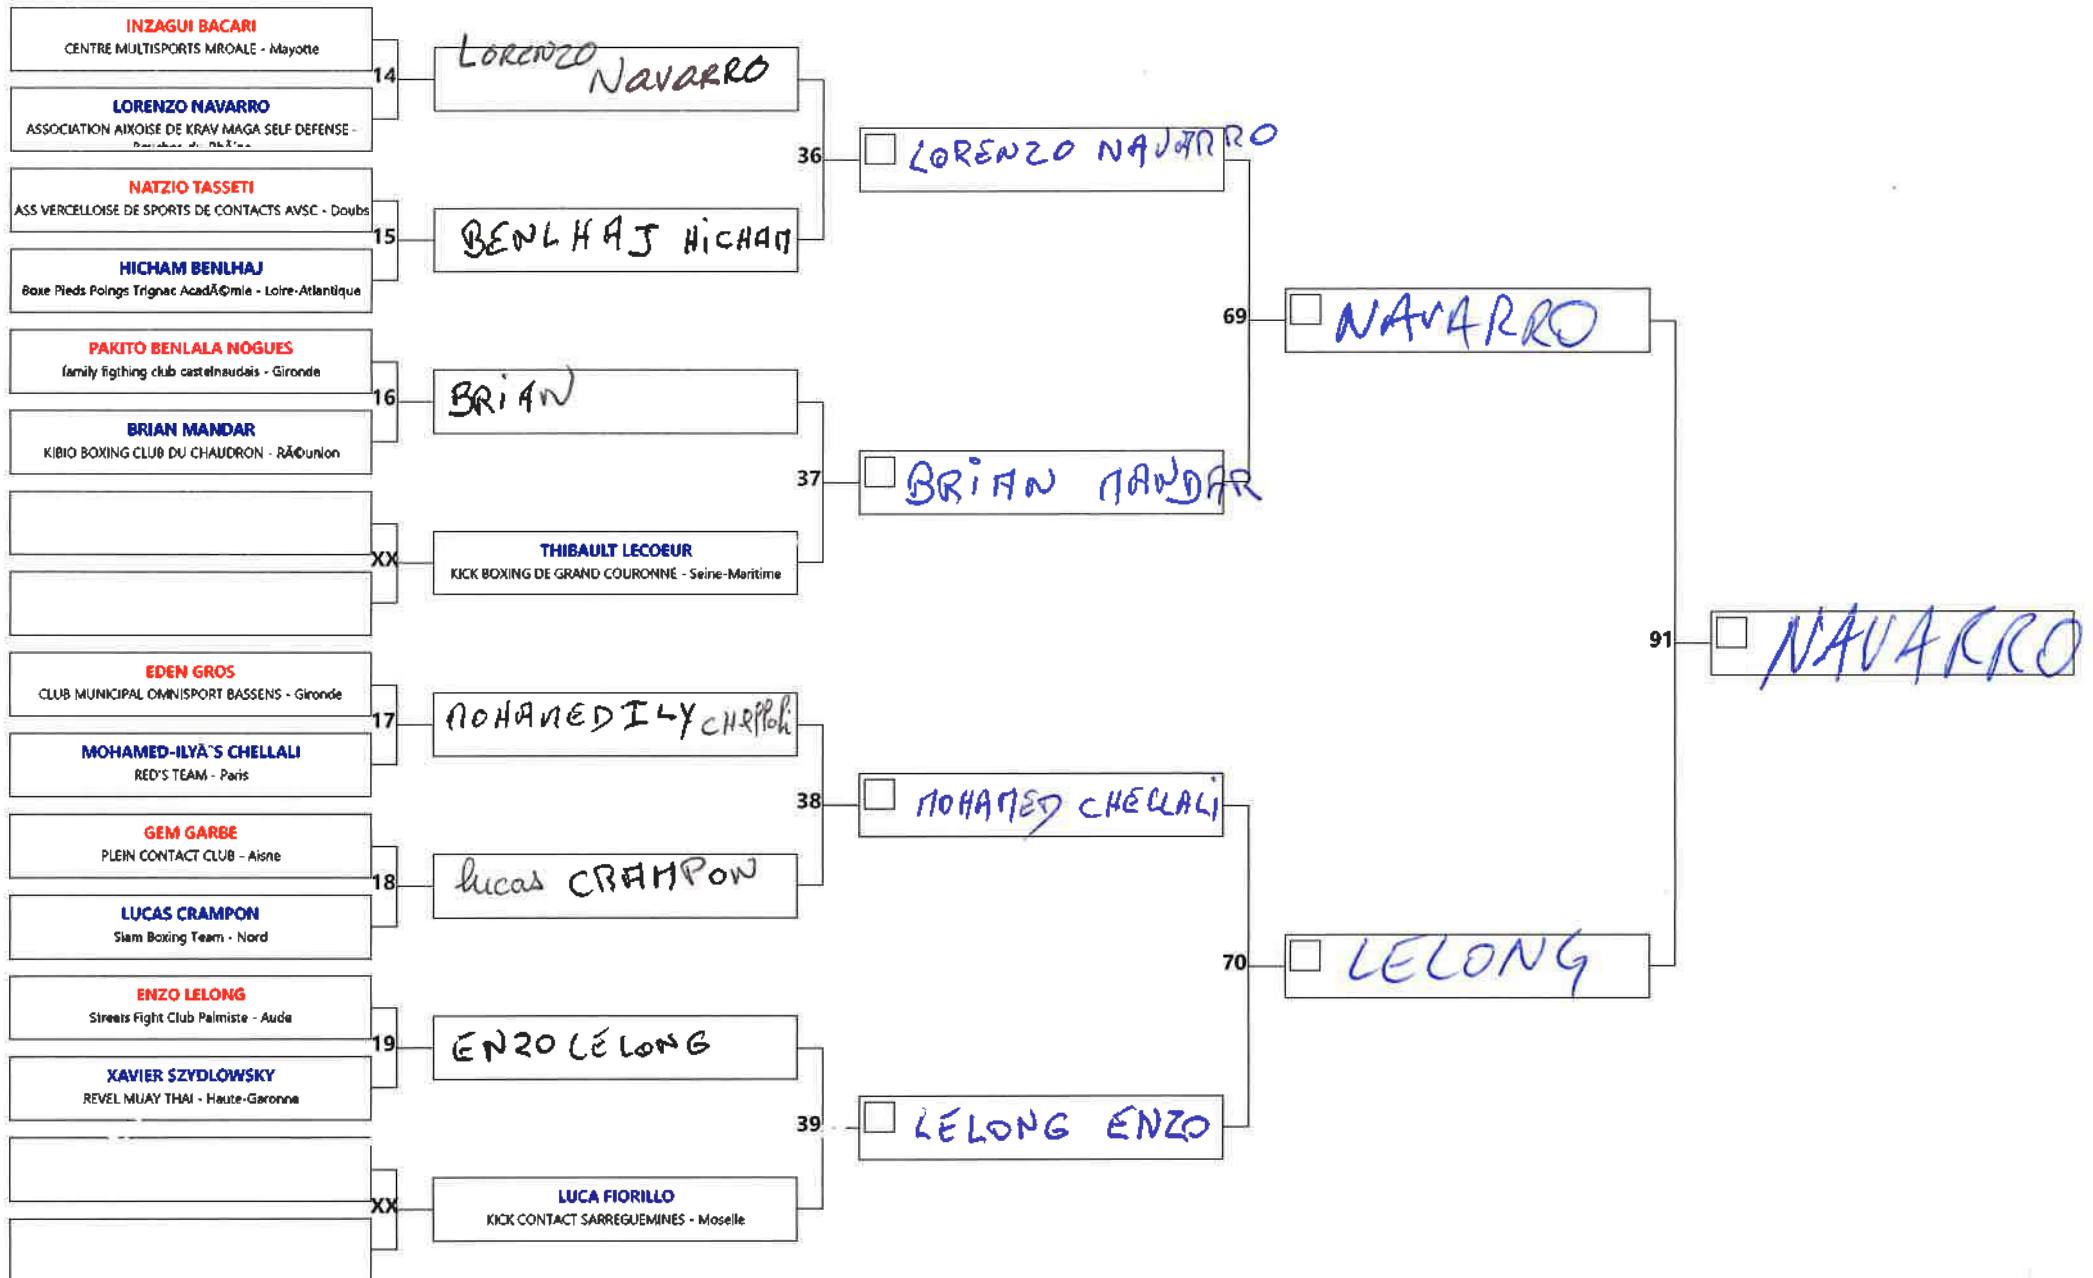 INZAGUI BACARI
CENTRE MULTISPORTS MROALE - Mayotte
14
LORENZO NAVARRO
ASSOCIATION AIXOISE DE KRAV MAGA SELF DEFENSE -
NATZIO TASSETI
ASS VERCELLOISE DE SPORTS DE CONTACTS AVSC - Doubs
15
HICHAM BENLHAJ
Boxe Pieds Poings Trignac AcadÃ©mie - Loire-Atlantique
PAKITO BENLALA NOGUES
family figthing club castelnaudais - Gironde
16
BRIAN MANDAR
KIBIO BOXING CLUB DU CHAUDRON - RÃ©union
XX
EDEN GROS
CLUB MUNICIPAL OMNISPORT BASSENS - Gironde
17
MOHAMED-ILYÃ¨S CHELLALI
RED'S TEAM - Paris
GEM GARBE
PLEIN CONTACT CLUB - Aisne
18
LUCAS CRAMPON
Siam Boxing Team - Nord
ENZO LELONG
Streets Fight Club Palmiste - Aude
19
XAVIER SZYDLOWSKY
REVEL MUAY THAI - Haute-Garonne
XX
LORENZO
NAVARRO
36
BENLHAJ HiCHAM
BRiAN
37
THIBAULT LECOEUR
KICK BOXING DE GRAND COURONNE - Seine-Maritime
MOHAMED ILY
38
lucas CRAMPON
ENZO LELONG
39
LUCA FIORILLO
KICK CONTACT SARREGUEMINES - Moselle
LORENZO NAVARRO
69
BRiAN MANDAR
MOHAMED CHELLALi
70
LELONG ENZO
NAVARRO
91
LELONG
NAVARRO